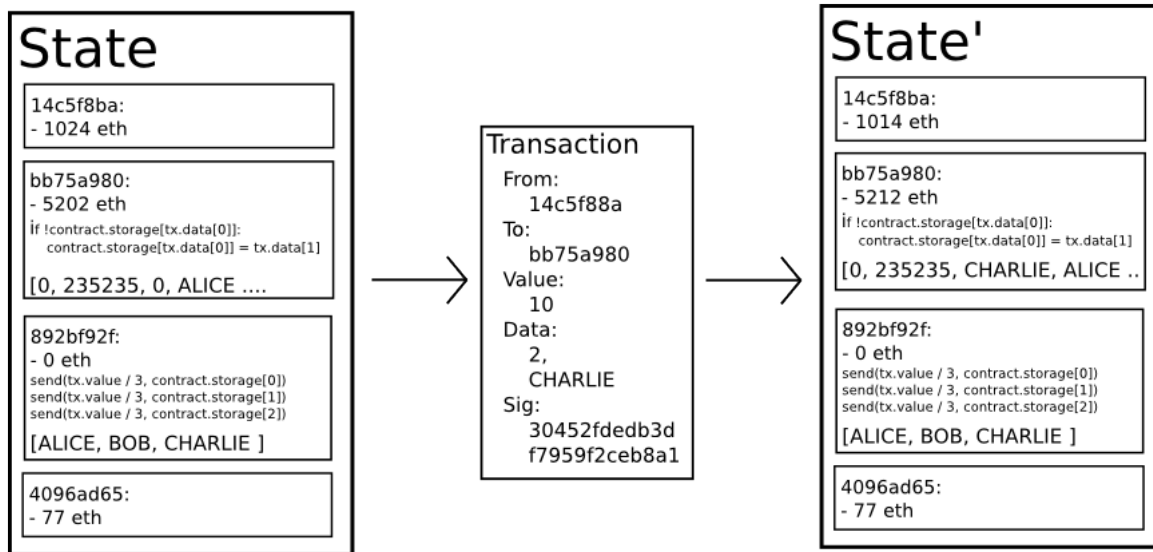 State
14c5f8ba:
- 1024 eth
bb75a980:
- 5202 eth
if !contract.storage[tx.data[0]]:
contract.storage[tx.data[0]] = tx.data[1]
[0, 235235, 0, ALICE ....
892bf92f:
- 0 eth
send(tx.value / 3, contract.storage[0])
send(tx.value / 3, contract.storage[1])
send(tx.value / 3, contract.storage[2])
[ALICE, BOB, CHARLIE ]
4096ad65:
- 77 eth
Transaction
From:
14c5f88a
To:
bb75a980
Value:
10
Data:
2,
CHARLIE
Sig:
30452fdedb3d
f7959f2ceb8a1
State'
14c5f8ba:
- 1014 eth
bb75a980:
- 5212 eth
if !contract.storage[tx.data[0]]:
contract.storage[tx.data[0]] = tx.data[1]
[0, 235235, CHARLIE, ALICE ..
892bf92f:
- 0 eth
send(tx.value / 3, contract.storage[0])
send(tx.value / 3, contract.storage[1])
send(tx.value / 3, contract.storage[2])
[ALICE, BOB, CHARLIE ]
4096ad65:
- 77 eth